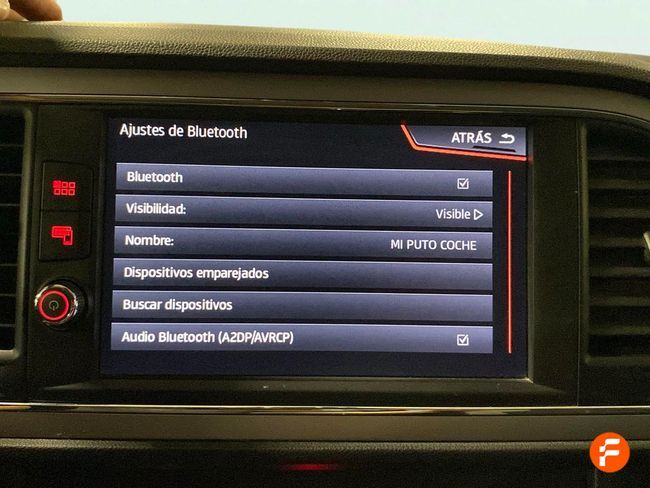 Ajustes de Bluetooth
ATRÁS
Bluetooth
Visibilidad: Visible
Nombre: MI PUTO COCHE
Dispositivos emparejados
Buscar dispositivos
Audio Bluetooth (A2DP/AVRCP)